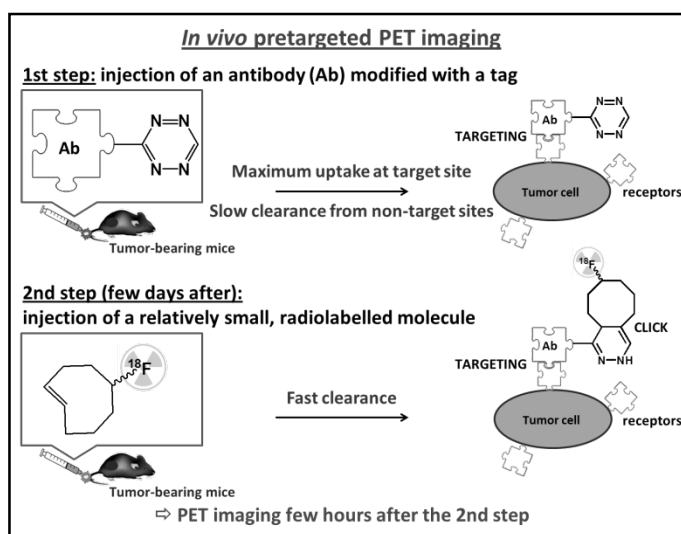 In vivo pretargeted PET imaging
1st step: injection of an antibody (Ab) modified with a tag
Ab
N=N
N=N
Maximum uptake at target site
Slow clearance from non-target sites
Tumor-bearing mice
TARGETING
Ab
N=N
N=N
Tumor cell
receptors
2nd step (few days after):
injection of a relatively small, radiolabelled molecule
18F
Fast clearance
Tumor-bearing mice
18F
CLICK
TARGETING
Ab
N-NH
Tumor cell
receptors
⇨ PET imaging few hours after the 2nd step